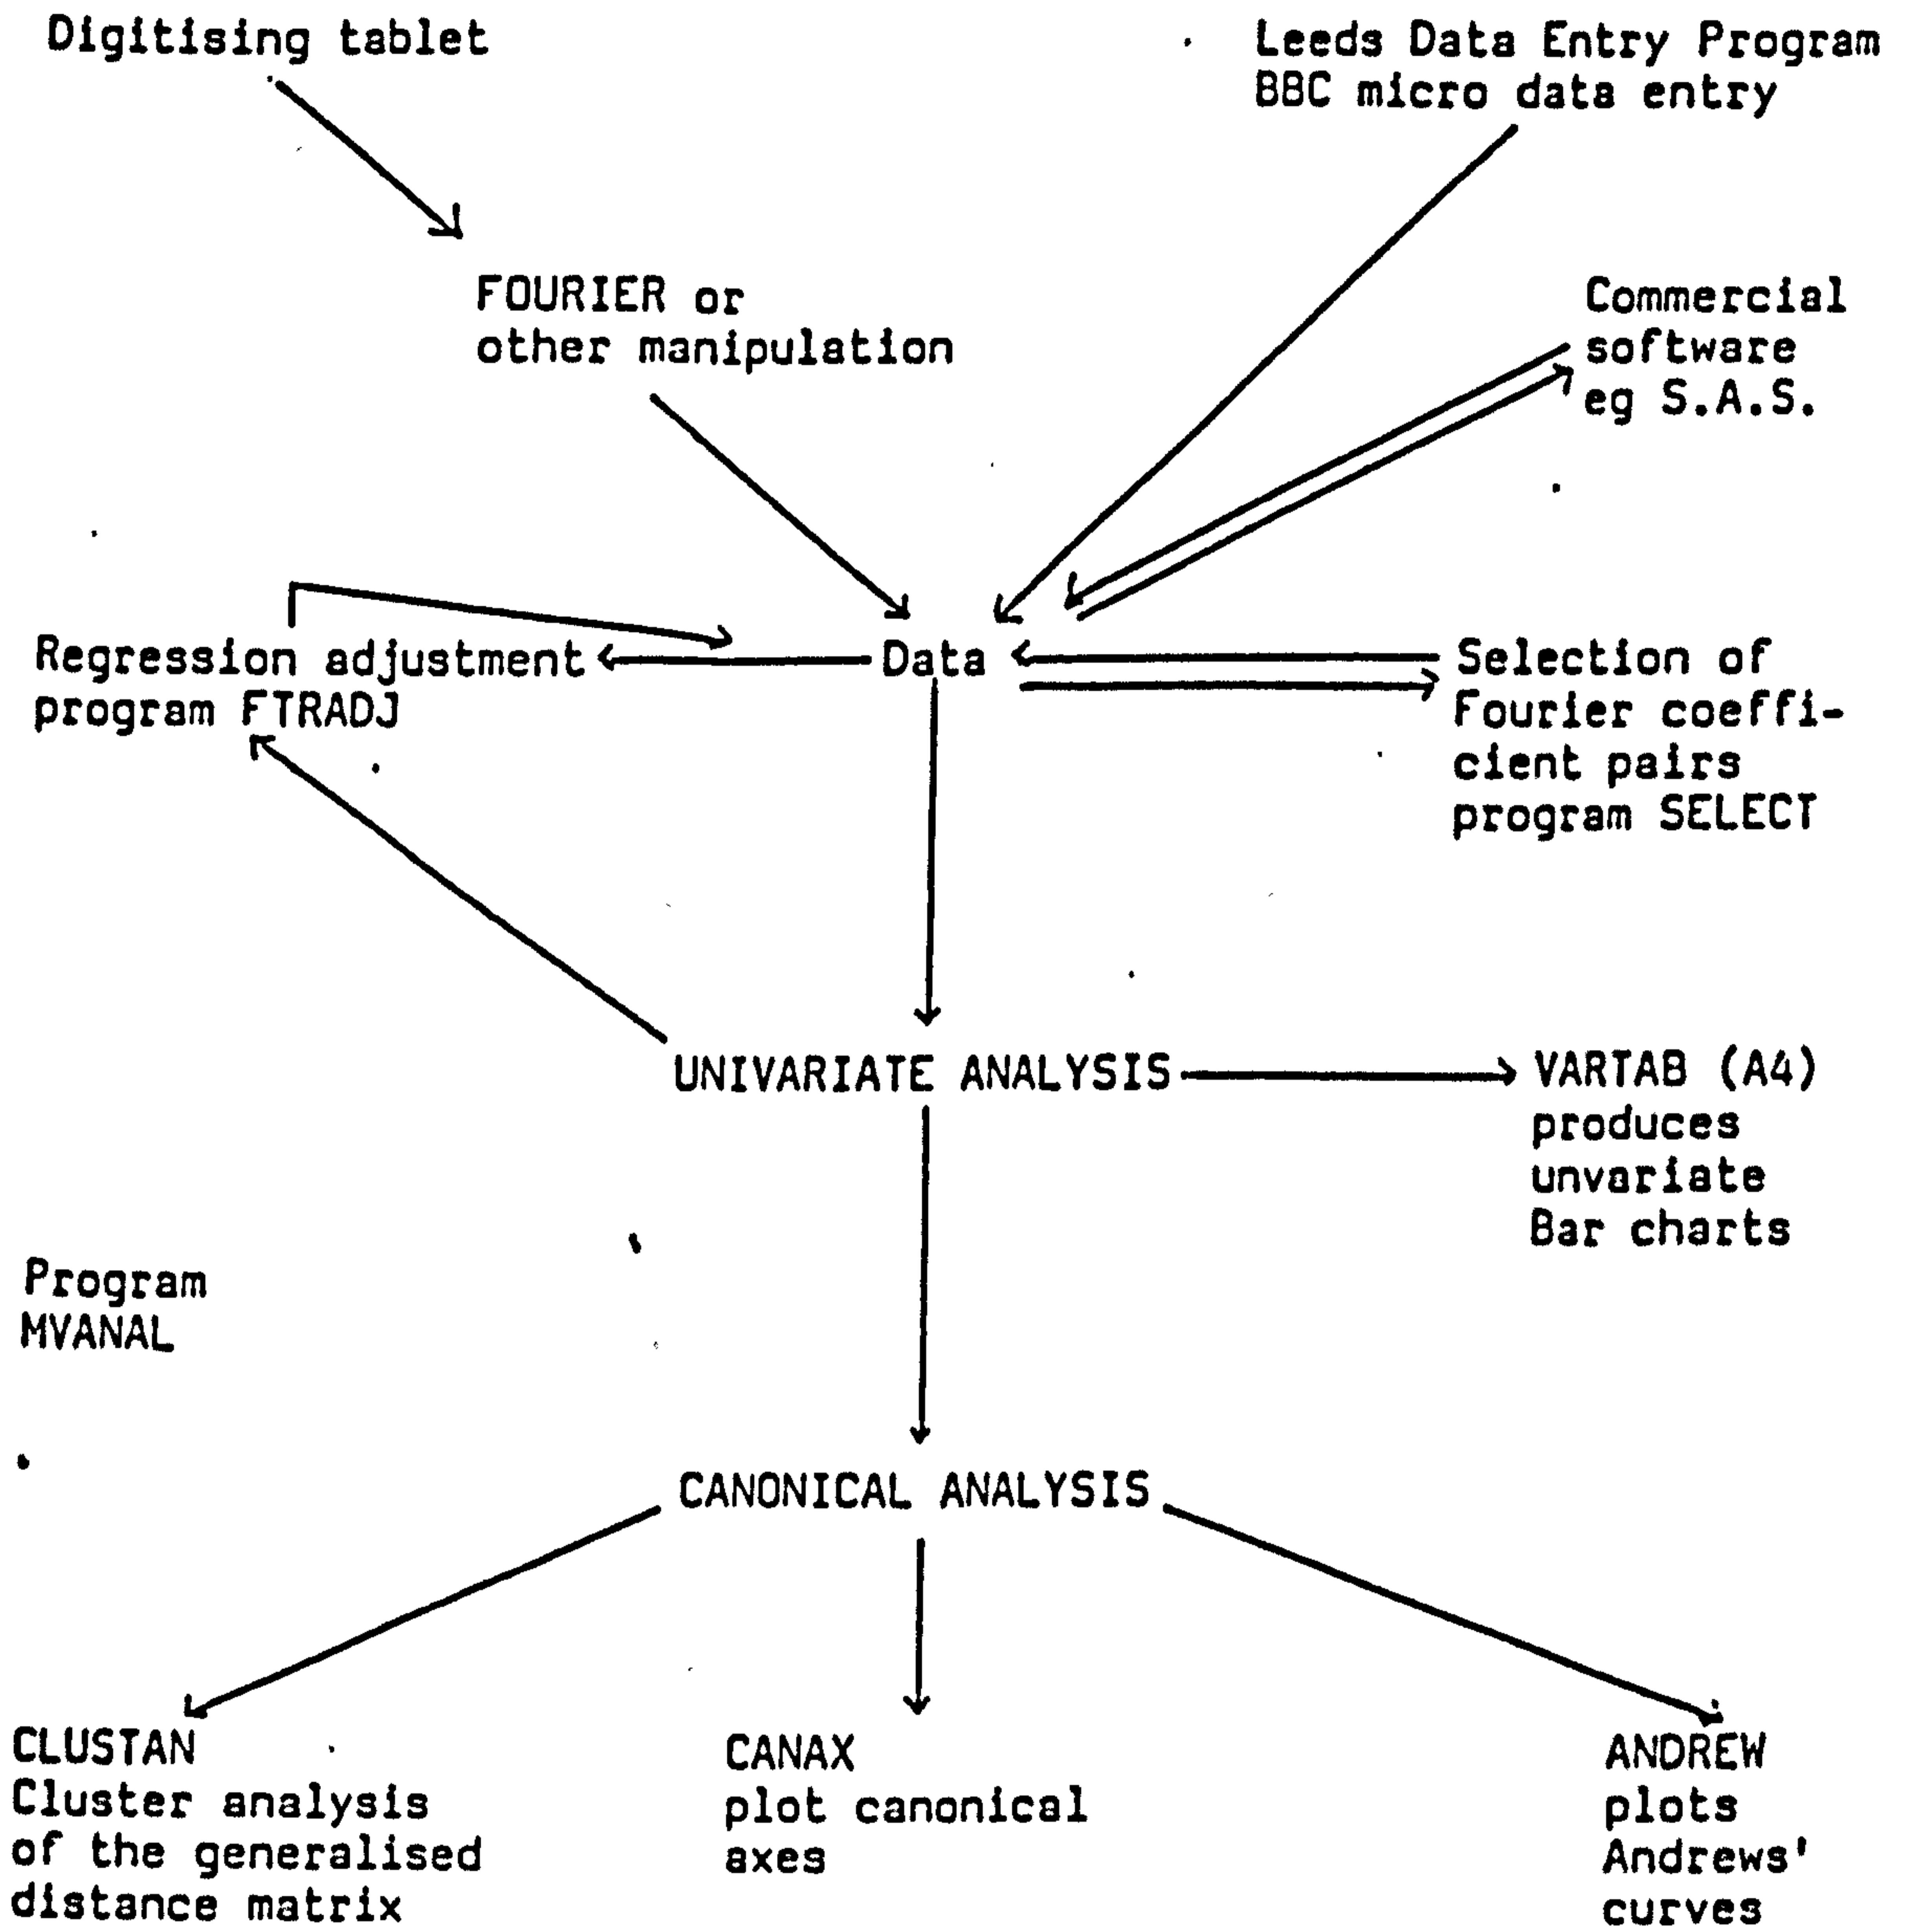 Digitising tablet
Leeds Data Entry Program
BBC micro data entry
FOURIER or
other manipulation
Commercial
software
eg S.A.S.
Regression adjustment
program FTRADJ
Data
Selection of
Fourier coeffi-
cient pairs
program SELECT
UNIVARIATE ANALYSIS
VARTAB (A4)
produces
unvariate
Bar charts
Program
MVANAL
CANONICAL ANALYSIS
CLUSTAN
Cluster analysis
of the generalised
distance matrix
CANAX
plot canonical
axes
ANDREW
plots
Andrews'
curves